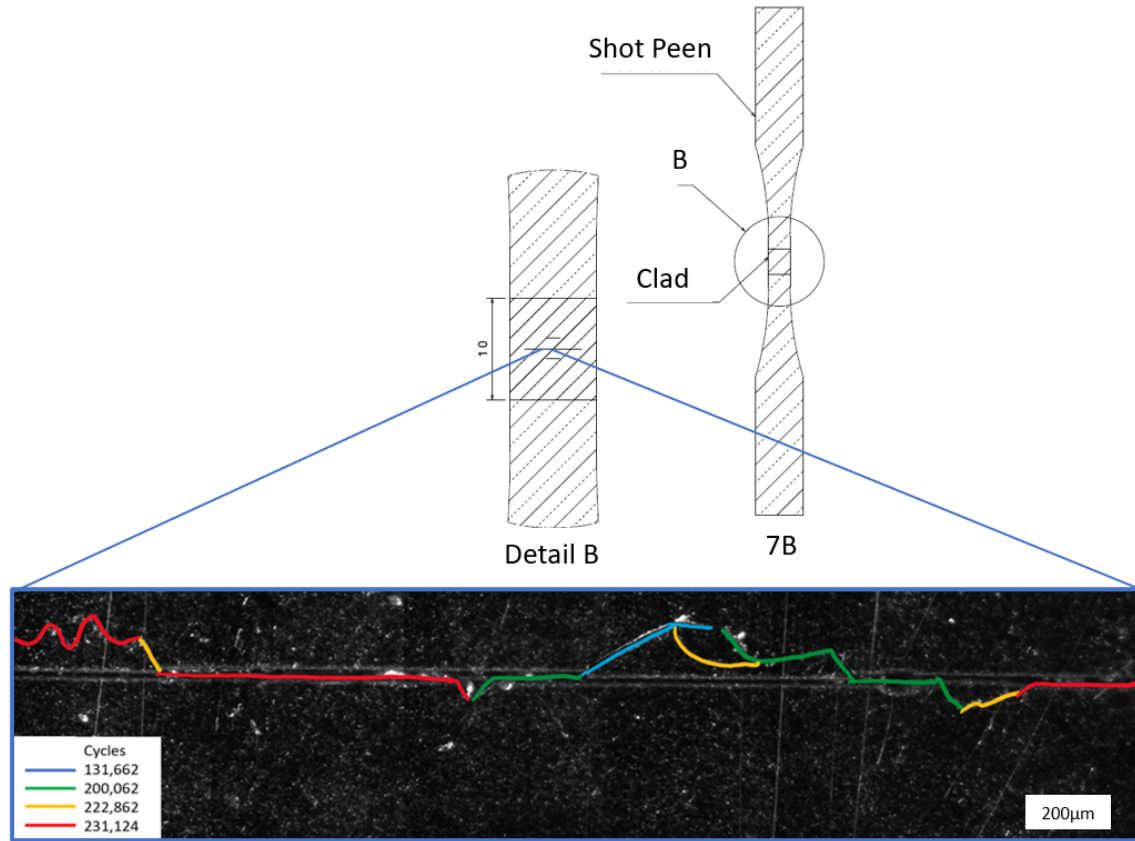 Shot Peen
B
Clad
10
Detail B
7B
Cycles
131,662
200,062
222,862
231,124
200µm